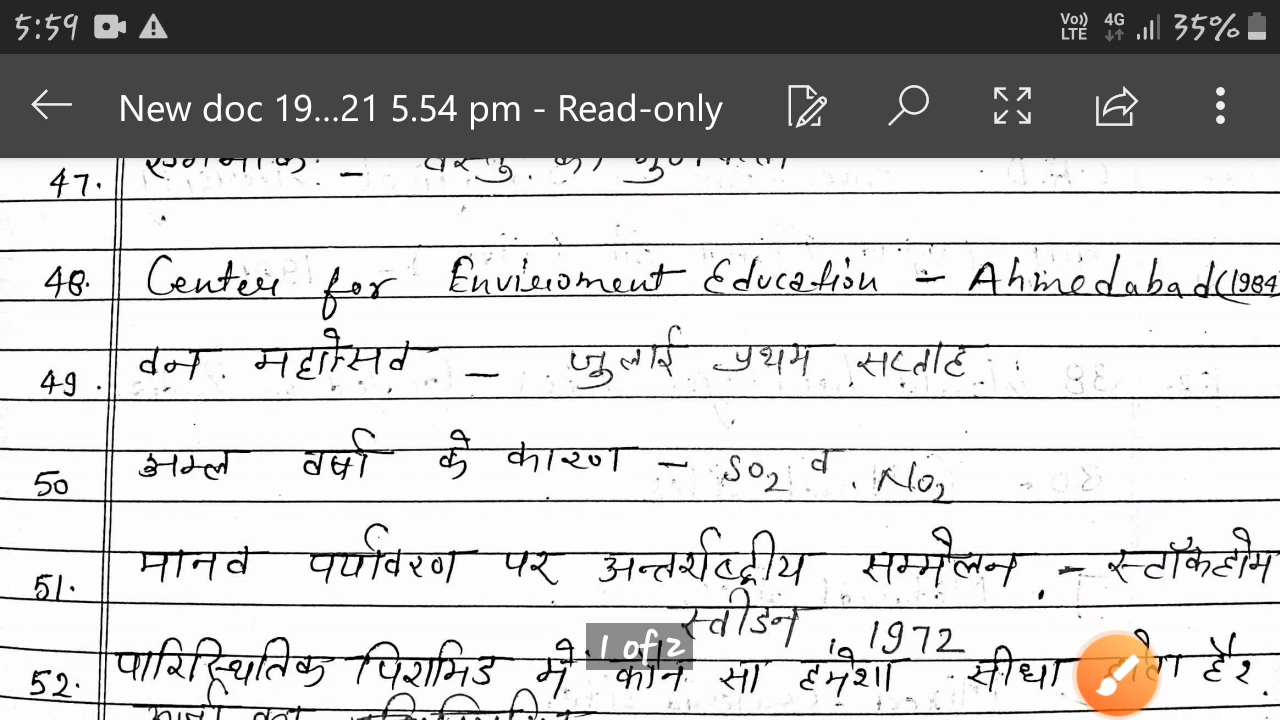 5:59 Vo)) LTE 4G 35%
New doc 19...21 5.54 pm - Read-only
47.
48. Center for Enviroment Education - Ahmedabad (1984
49. वन महोत्सव - जुलाई प्रथम सप्ताह
50 अम्ल वर्षा के कारण - SO2 व NO2
51. मानव पर्यावरण पर अन्तर्राष्ट्रीय सम्मेलन - स्टॉकहोम
स्वीडन, 1972
1 of 2
52. पारिस्थितिक पिरामिड में कौन सा हमेशा सीधा होता है?